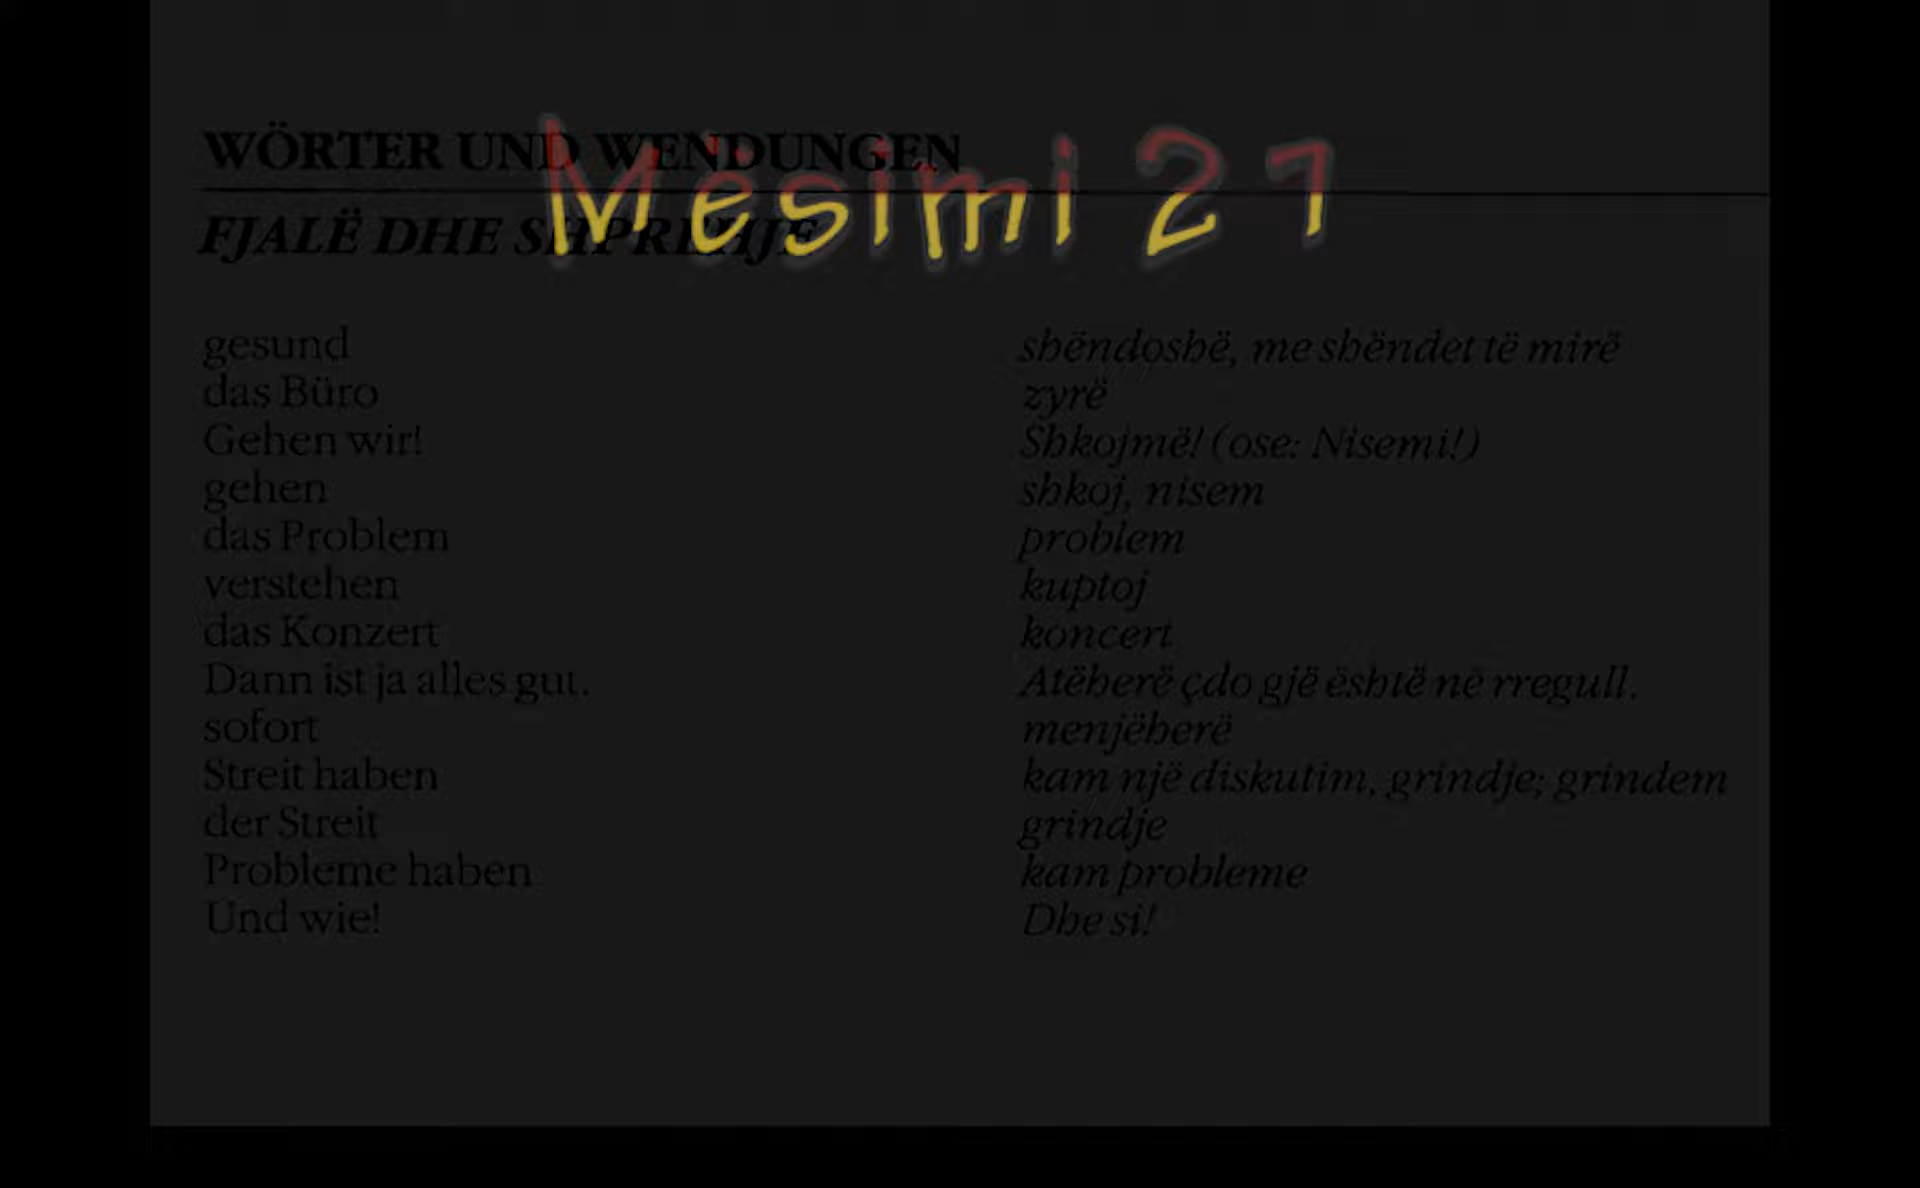 WÖRTER UND WENDUNGEN
Mësimi 21
FJALË DHE SHPREHJE
gesund shëndoshë, me shëndet të mirë
das Büro zyrë
Gehen wir! Shkojmë! (ose: Nisemi!)
gehen shkoj, nisem
das Problem problem
verstehen kuptoj
das Konzert koncert
Dann ist ja alles gut. Atëherë çdo gjë është në rregull.
sofort menjëherë
Streit haben kam një diskutim, grindje; grindem
der Streit grindje
Probleme haben kam probleme
Und wie! Dhe si!